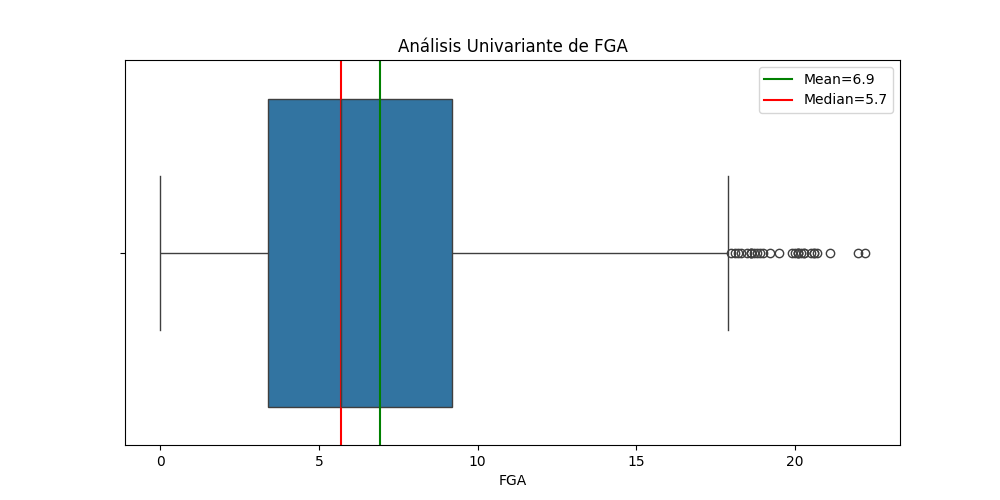 Análisis Univariante de FGA
Mean=6.9
Median=5.7
0 5 10 15 20
FGA